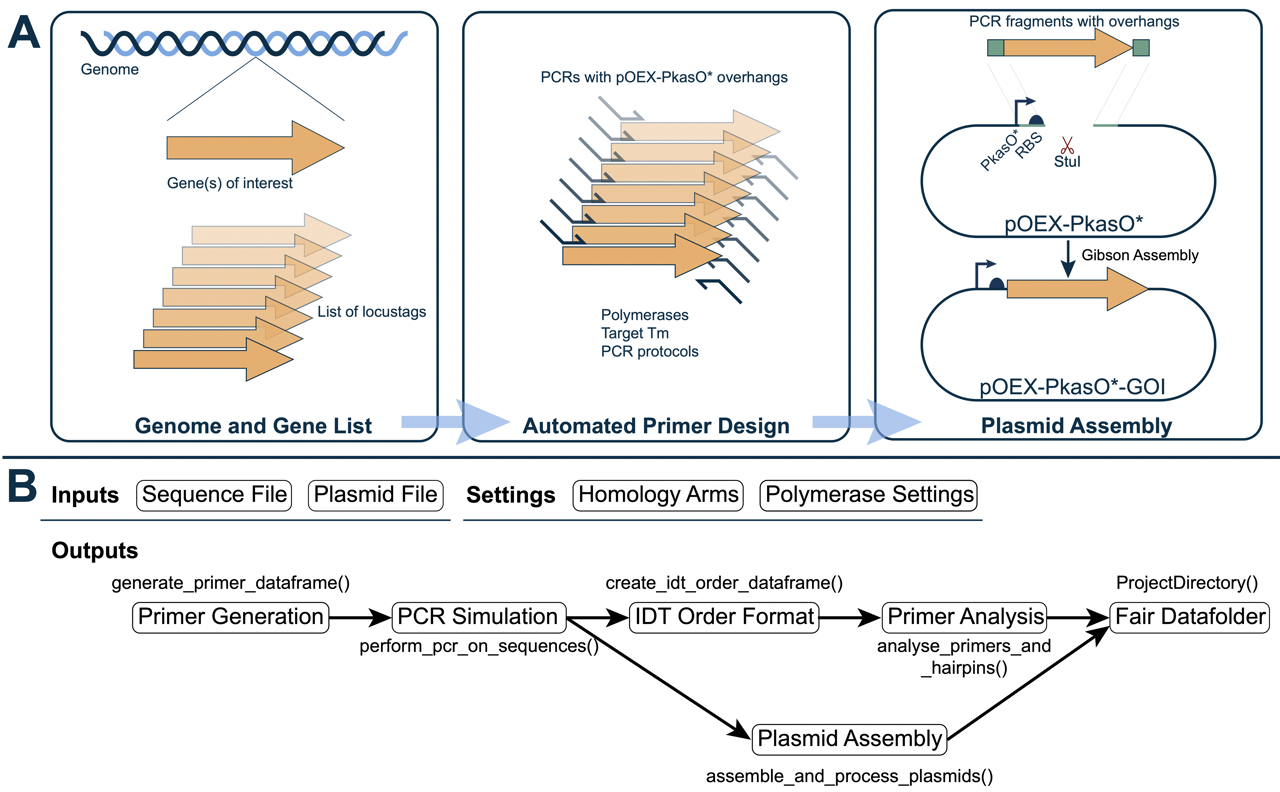 A
Genome
Gene(s) of interest
List of locustags
Genome and Gene List
PCRs with pOEX-PkasO* overhangs
Polymerases
Target Tm
PCR protocols
Automated Primer Design
PCR fragments with overhangs
PkasO*
RBS
StuI
pOEX-PkasO*
Gibson Assembly
pOEX-PkasO*-GOI
Plasmid Assembly
B
Inputs Sequence File Plasmid File Settings Homology Arms Polymerase Settings
Outputs
generate_primer_dataframe() create_idt_order_dataframe() ProjectDirectory()
Primer Generation PCR Simulation IDT Order Format Primer Analysis Fair Datafolder
perform_pcr_on_sequences() analyse_primers_and
_hairpins()
Plasmid Assembly
assemble_and_process_plasmids()